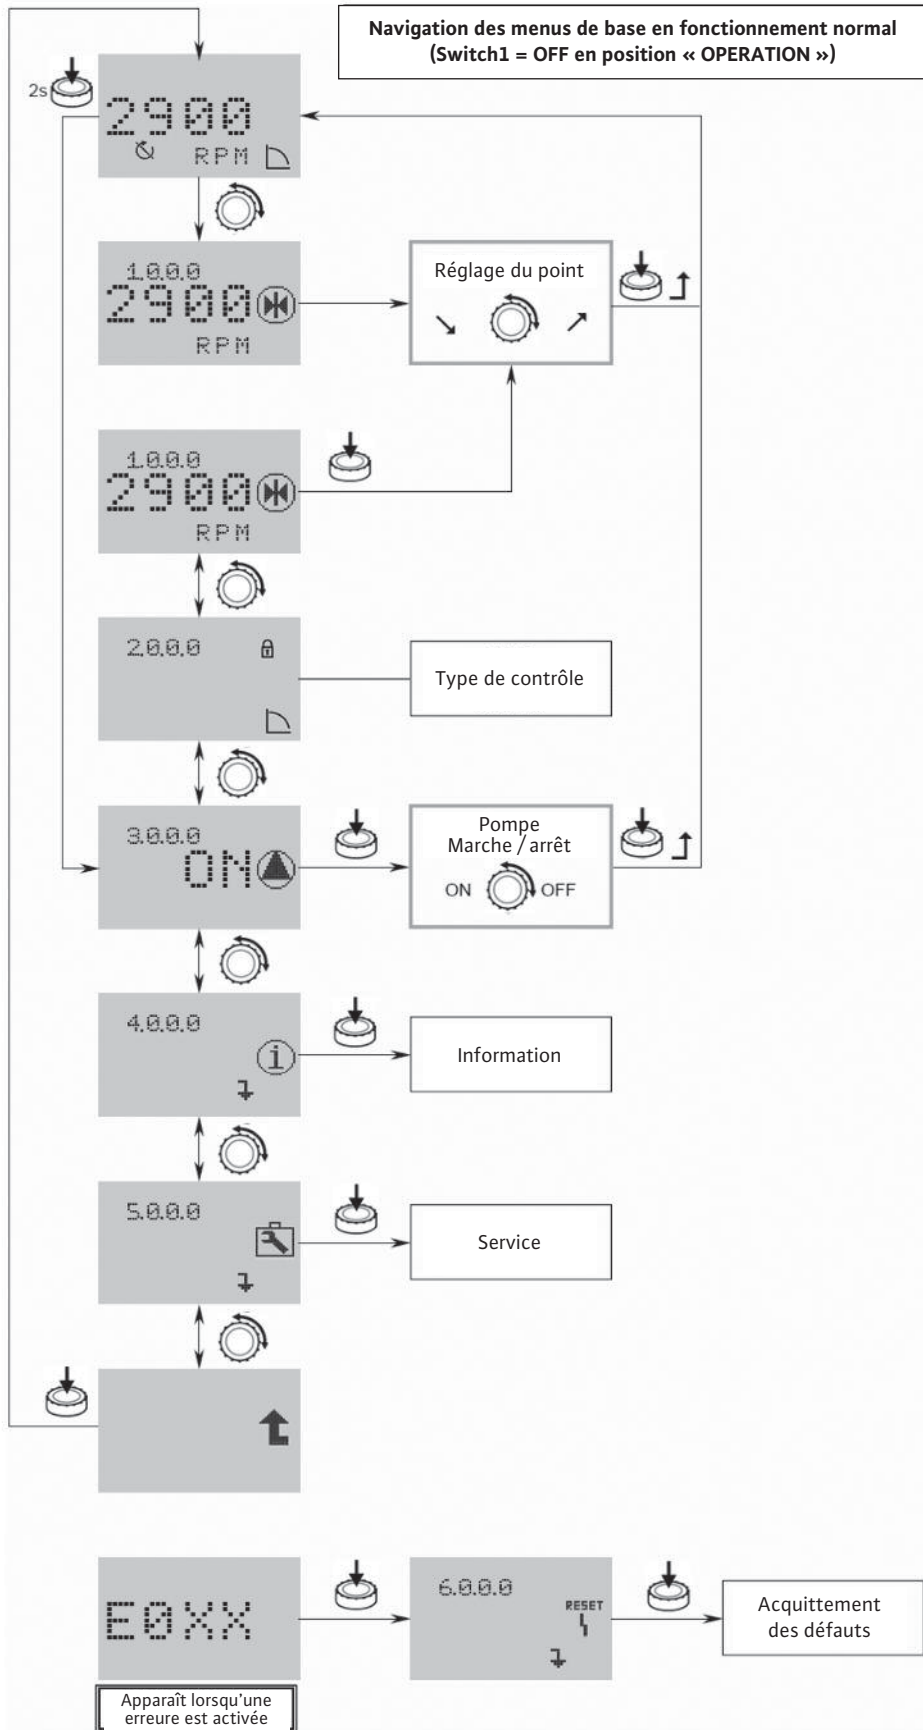 Navigation des menus de base en fonctionnement normal
(Switch1 = OFF en position « OPERATION »)
2s
2900
RPM
1.0.0.0
2900
RPM
Réglage du point
1.0.0.0
2900
RPM
2.0.0.0
Type de contrôle
3.0.0.0
ON
Pompe
Marche / arrêt
ON OFF
4.0.0.0
i
Information
5.0.0.0
Service
E0XX
6.0.0.0
RESET
Acquittement
des défauts
Apparaît lorsqu'une
erreure est activée